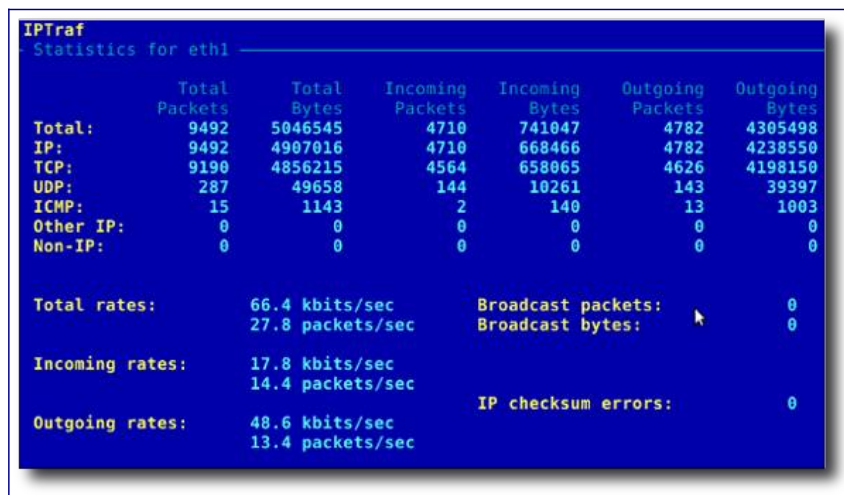 IPTraf
Statistics for eth1
Total Total Incoming Incoming Outgoing Outgoing
Packets Bytes Packets Bytes Packets Bytes
Total: 9492 5046545 4710 741047 4782 4305498
IP: 9492 4907016 4710 668466 4782 4238550
TCP: 9190 4856215 4564 658065 4626 4198150
UDP: 287 49658 144 10261 143 39397
ICMP: 15 1143 2 140 13 1003
Other IP: 0 0 0 0 0 0
Non-IP: 0 0 0 0 0 0
Total rates: 66.4 kbits/sec Broadcast packets: 0
27.8 packets/sec Broadcast bytes: 0
Incoming rates: 17.8 kbits/sec
14.4 packets/sec
IP checksum errors: 0
Outgoing rates: 48.6 kbits/sec
13.4 packets/sec